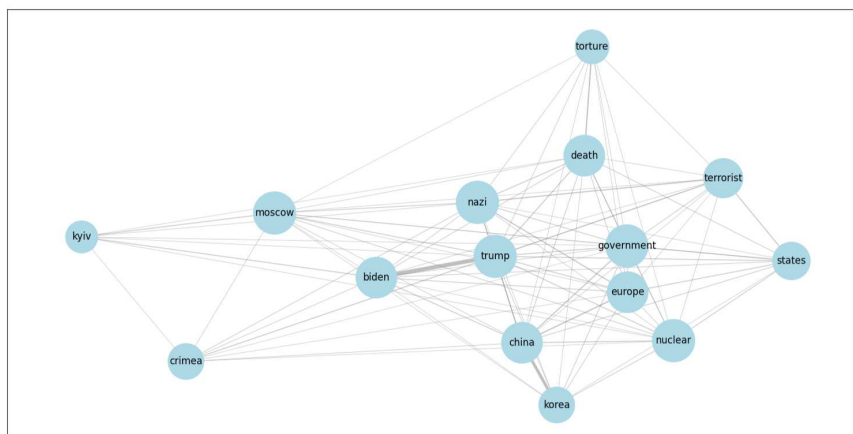 torture
death
terrorist
nazi
moscow
kyiv
government
trump
states
biden
europe
nuclear
china
crimea
korea